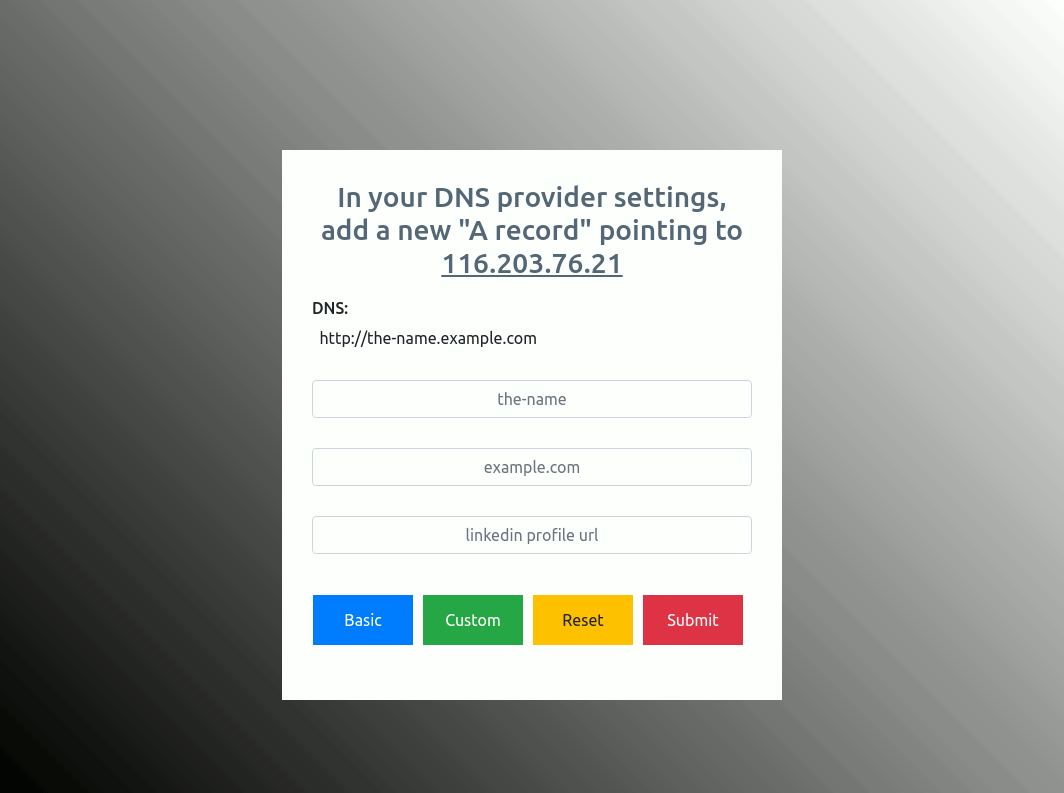 In your DNS provider settings,
add a new "A record" pointing to
116.203.76.21
DNS:
http://the-name.example.com
the-name
example.com
linkedin profile url
Basic Custom Reset Submit